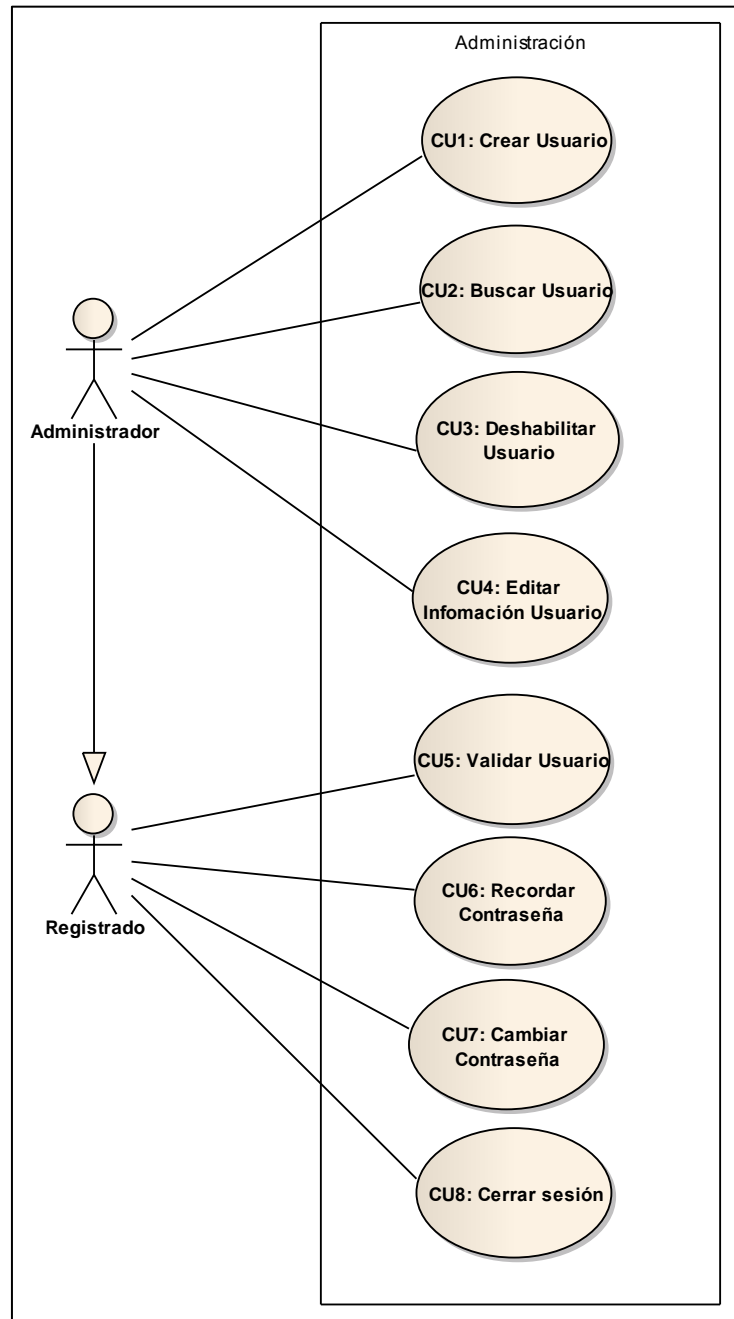 Administración
CU1: Crear Usuario
CU2: Buscar Usuario
CU3: Deshabilitar
Usuario
Administrador
CU4: Editar
Infomación Usuario
CU5: Validar Usuario
CU6: Recordar
Contraseña
Registrado
CU7: Cambiar
Contraseña
CU8: Cerrar sesión